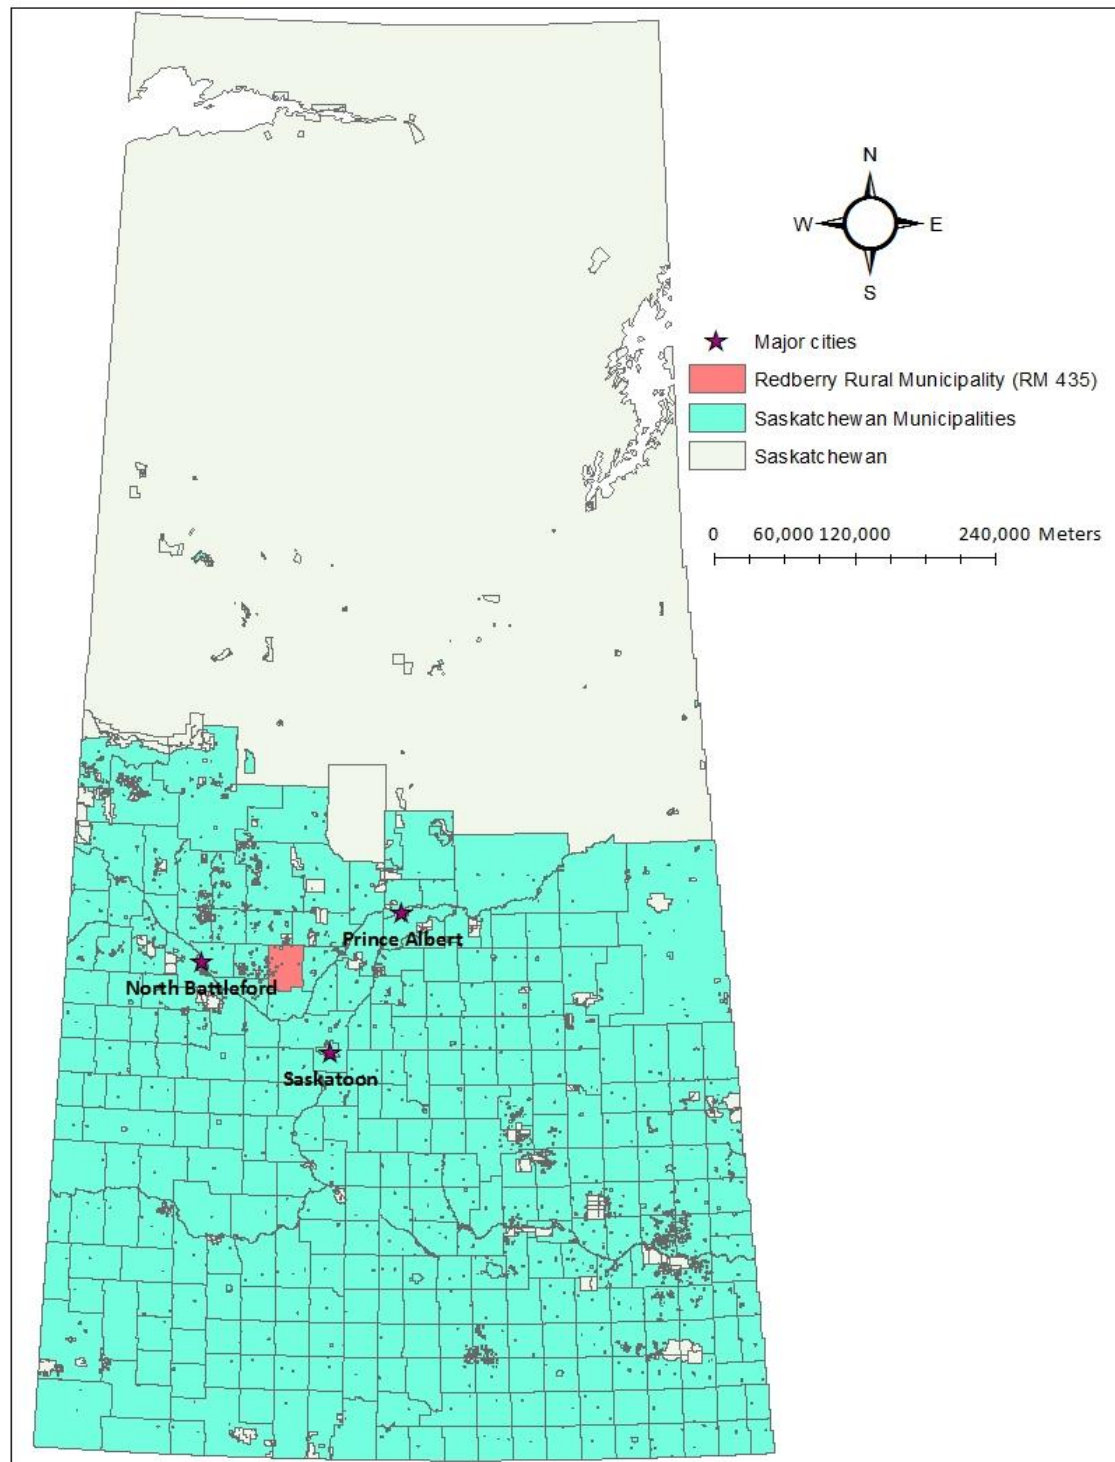 N
W E
S
Major cities
Redberry Rural Municipality (RM 435)
Saskatchewan Municipalities
Saskatchewan
0 60,000 120,000 240,000 Meters
Prince Albert
North Battleford
Saskatoon